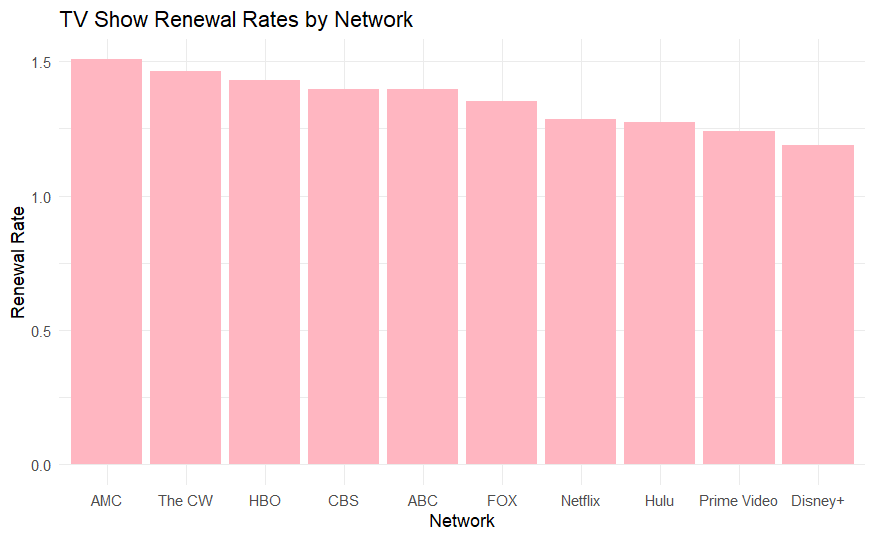 TV Show Renewal Rates by Network
1.5
1.0
0.5
0.0
Renewal Rate
AMC The CW HBO CBS ABC FOX Netflix Hulu Prime Video Disney+
Network